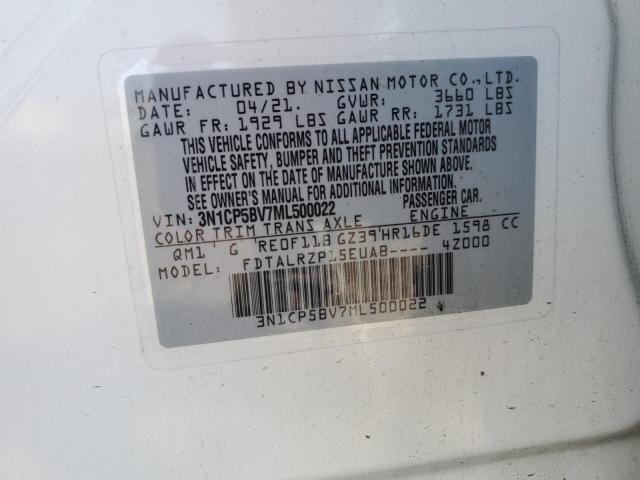 MANUFACTURED BY NISSAN MOTOR CO., LTD.
DATE: 04/21. GVWR: 3660 LBS
GAWR FR: 1929 LBS GAWR RR: 1731 LBS
THIS VEHICLE CONFORMS TO ALL APPLICABLE FEDERAL MOTOR
VEHICLE SAFETY, BUMPER AND THEFT PREVENTION STANDARDS
IN EFFECT ON THE DATE OF MANUFACTURE SHOWN ABOVE.
SEE OWNER'S MANUAL FOR ADDITIONAL INFORMATION.
VIN: 3N1CP5BV7ML500022 PASSENGER CAR.
COLOR TRIM TRANS AXLE ENGINE
QM1 G RE0F11B GZ39 HR16DE 1598 CC
MODEL: FDTALRZP15EUAB---- 4Z000
3N1CP5BV7ML500022